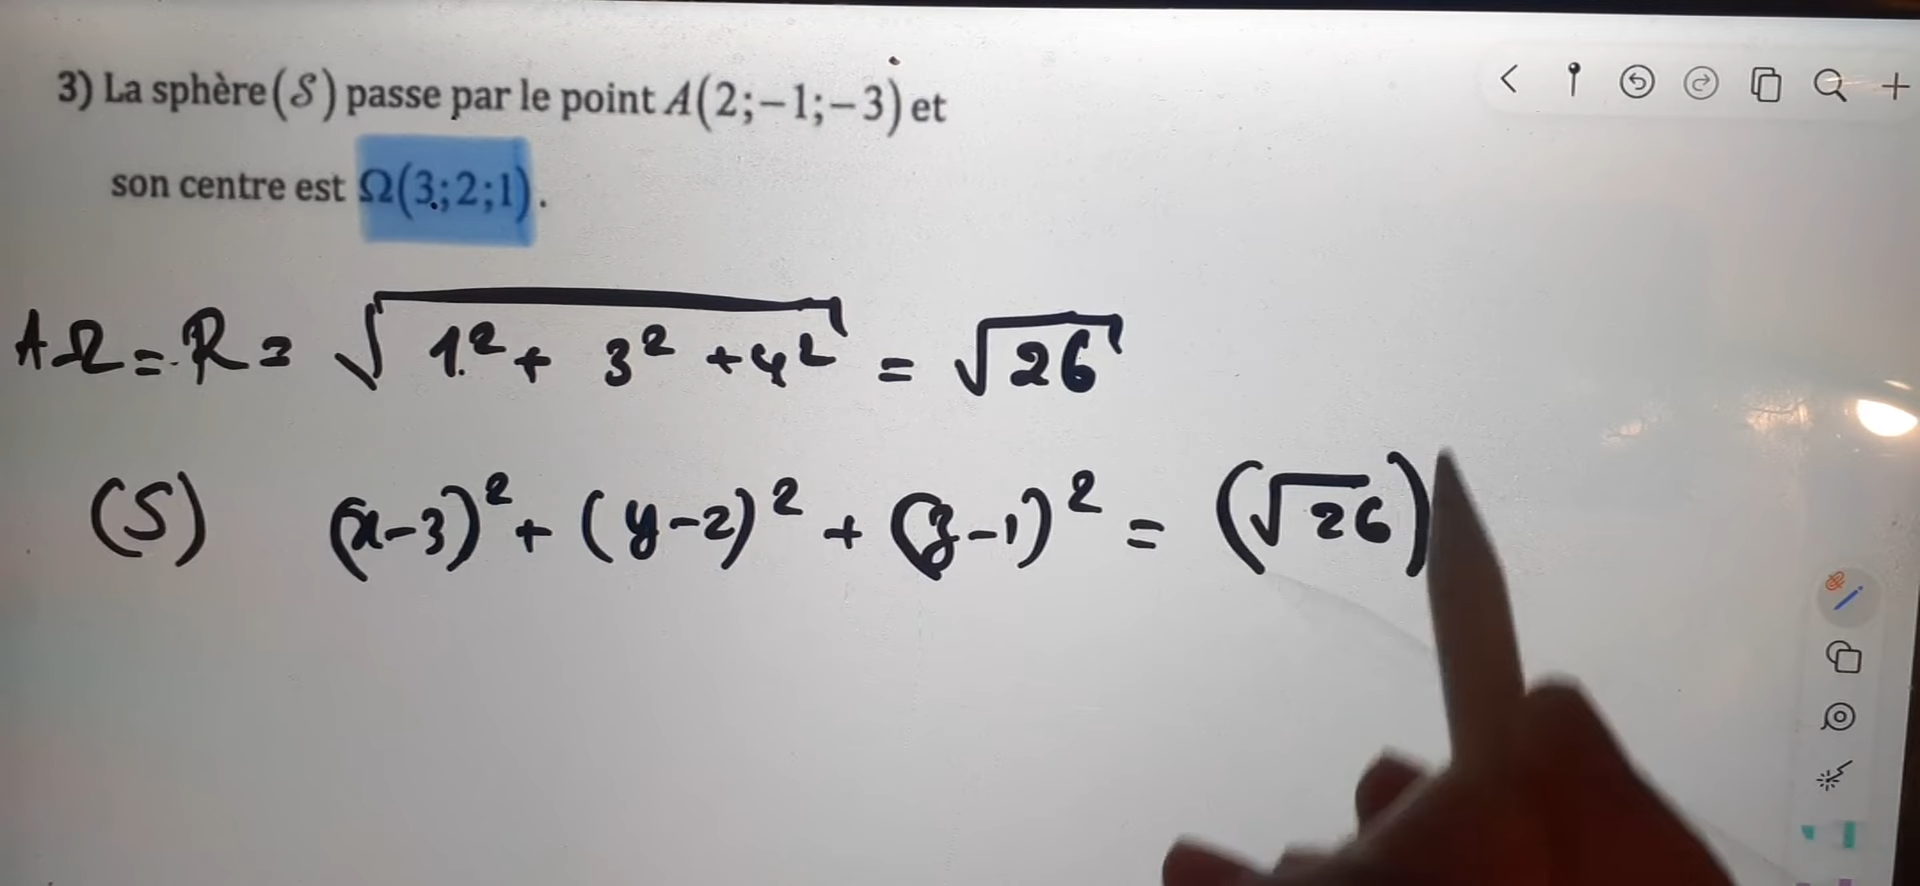 3) La sphère (S) passe par le point A(2;−1;−3) et
son centre est Ω(3;2;1).
AΩ = R = √(1² + 3² + 4²) = √26
(S) (x-3)² + (y-2)² + (z-1)² = (√26)